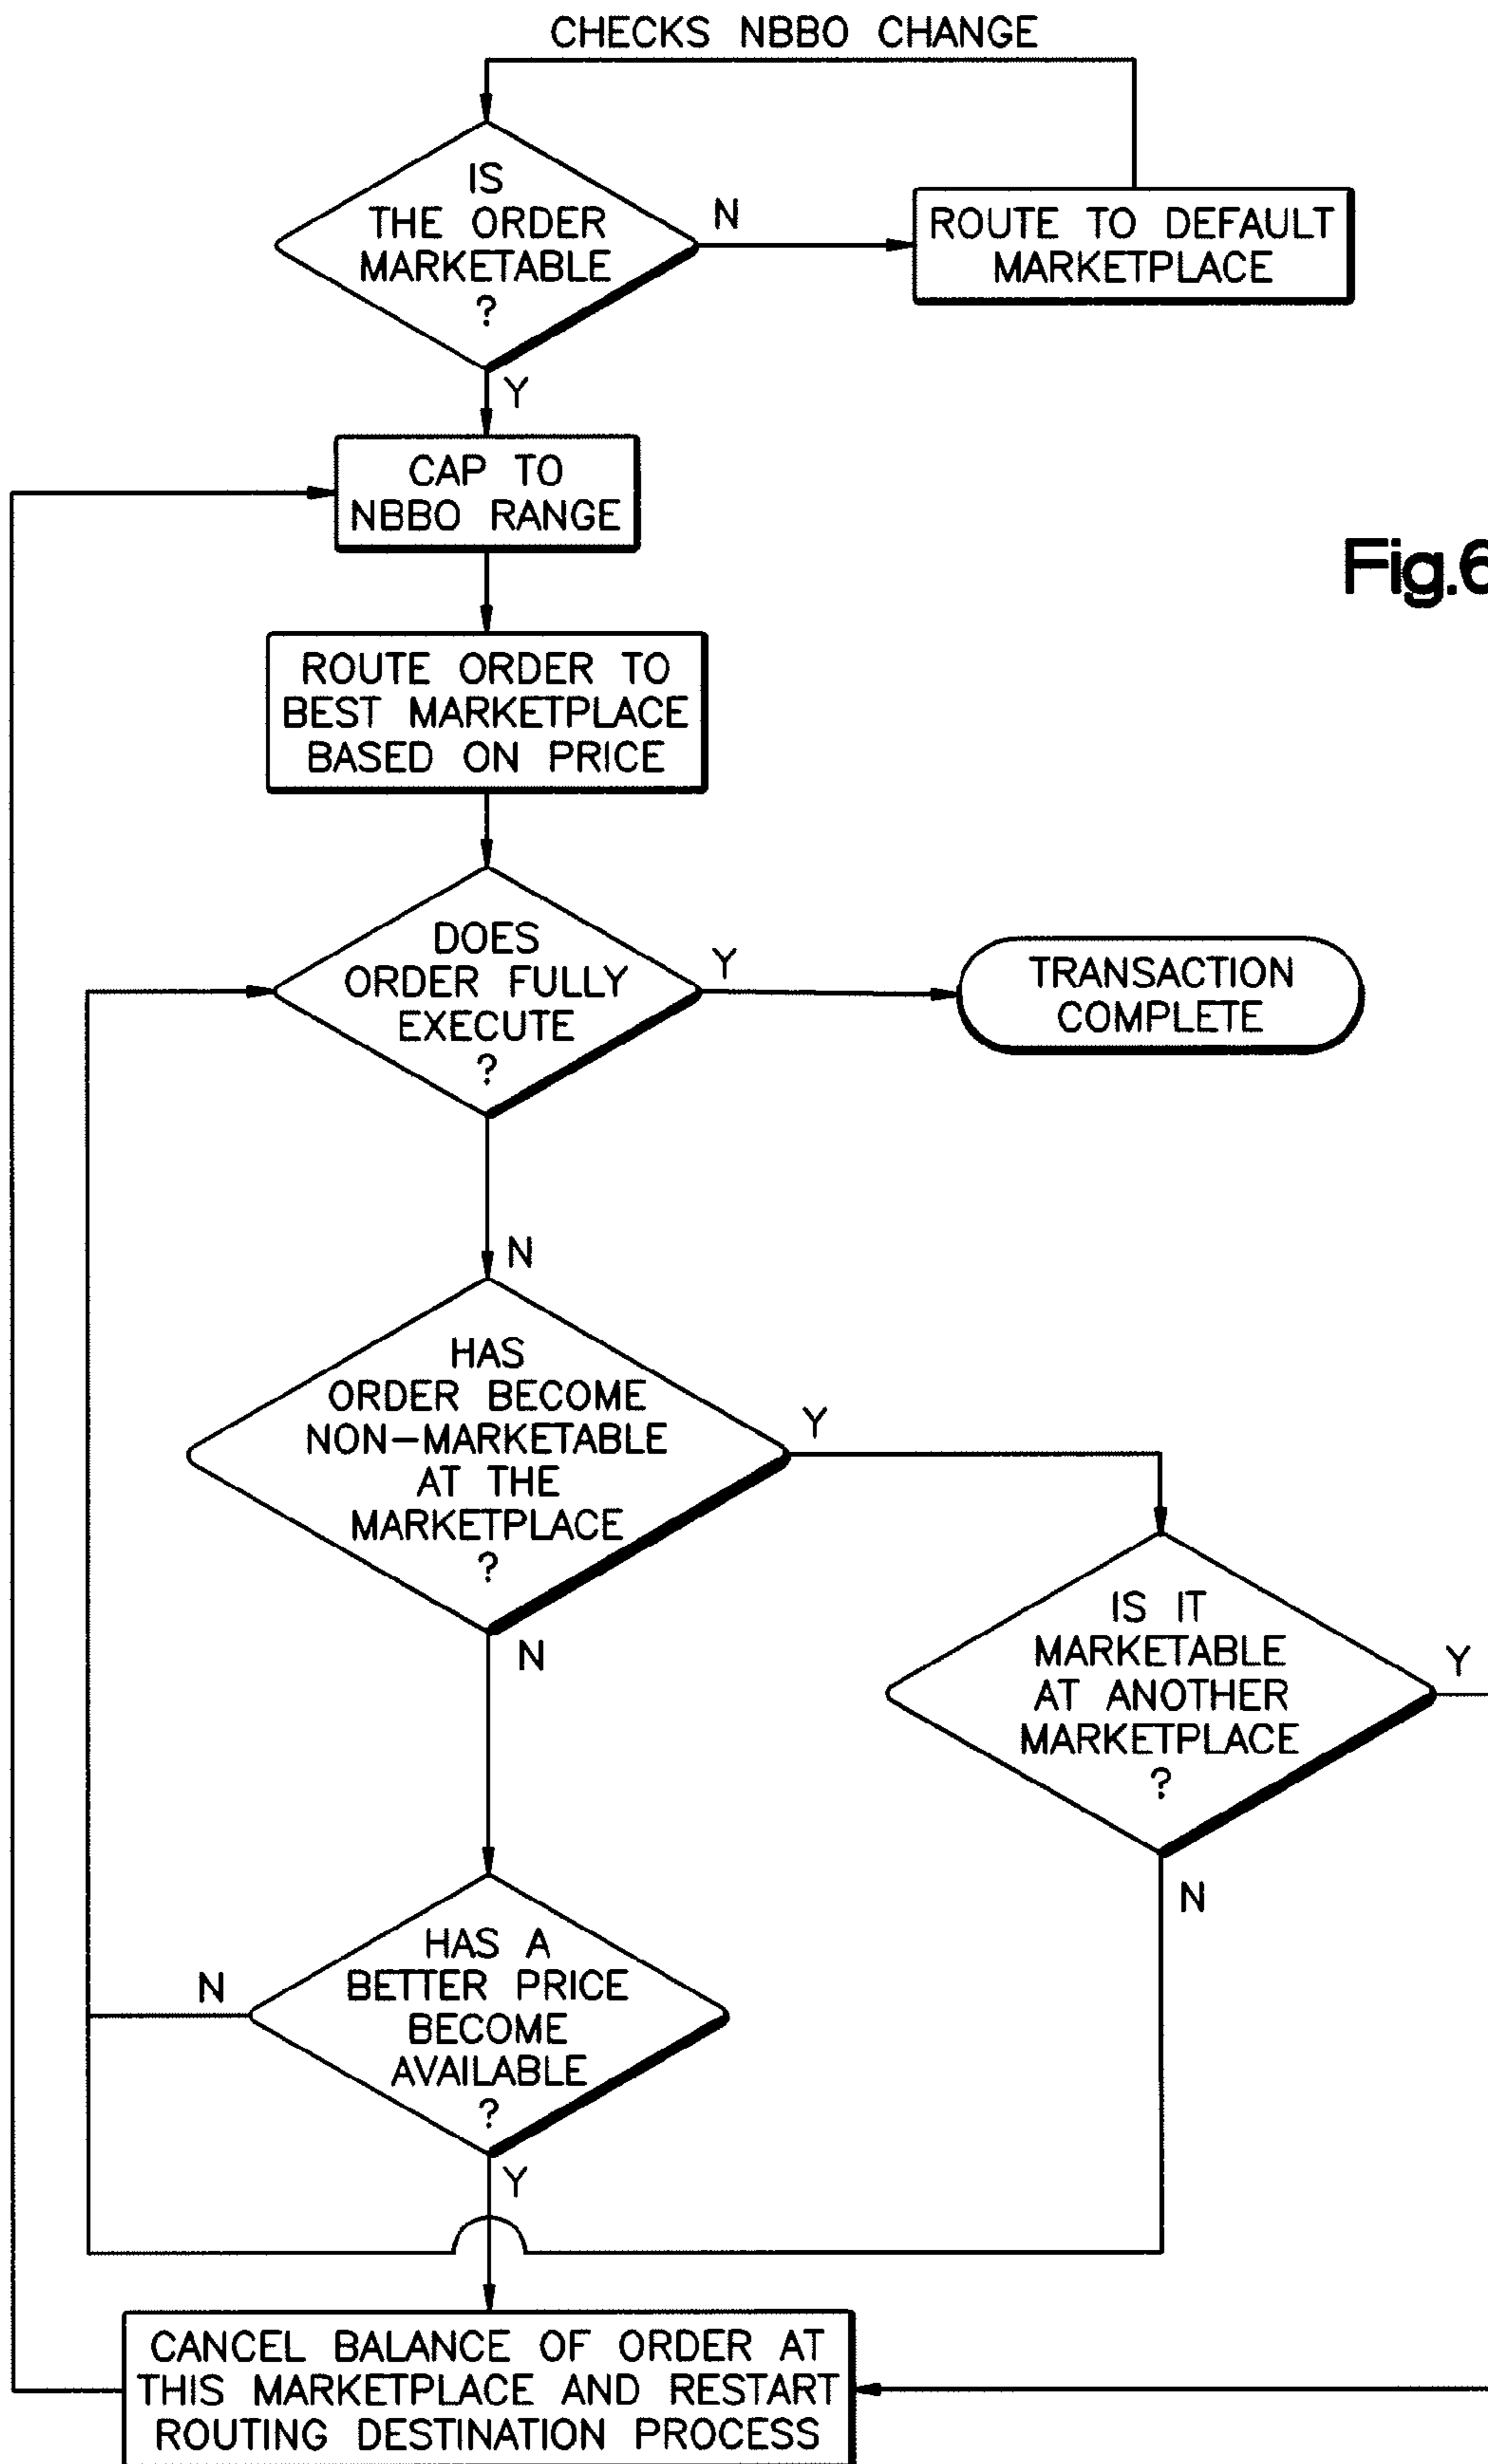 CHECKS NBBO CHANGE
IS
THE ORDER
MARKETABLE
?
N
ROUTE TO DEFAULT
MARKETPLACE
Y
CAP TO
NBBO RANGE
Fig.6
ROUTE ORDER TO
BEST MARKETPLACE
BASED ON PRICE
DOES
ORDER FULLY
EXECUTE
?
Y
TRANSACTION
COMPLETE
N
HAS
ORDER BECOME
NON-MARKETABLE
AT THE
MARKETPLACE
?
Y
N
IS IT
MARKETABLE
AT ANOTHER
MARKETPLACE
?
Y
N
HAS A
BETTER PRICE
BECOME
AVAILABLE
?
N
Y
CANCEL BALANCE OF ORDER AT
THIS MARKETPLACE AND RESTART
ROUTING DESTINATION PROCESS